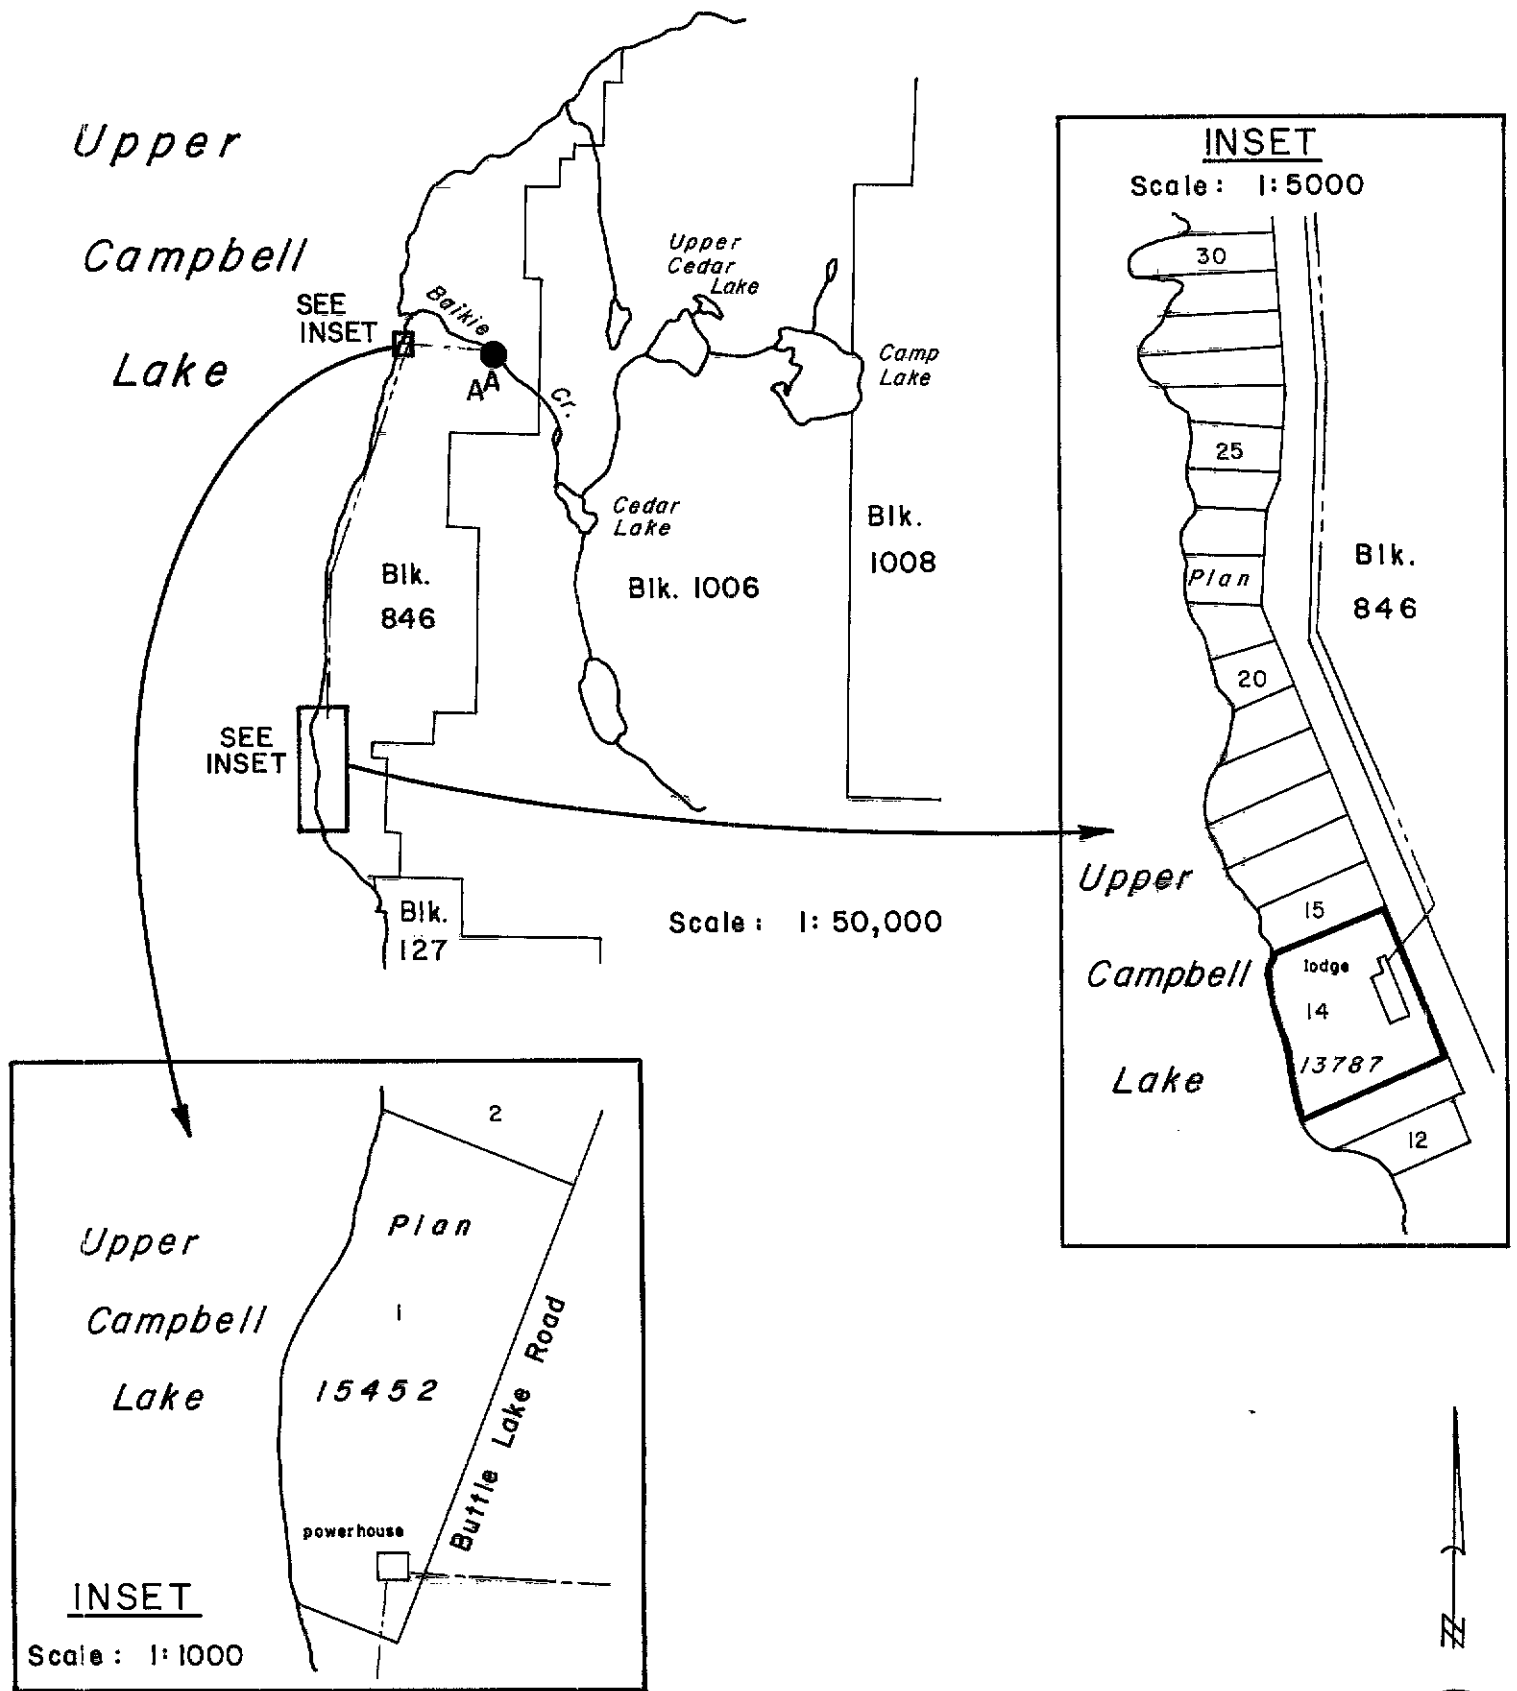 Upper
Campbell
Lake
SEE
INSET
Baikie
Cr.
A A
Upper
Cedar
Lake
Camp
Lake
Cedar
Lake
Blk.
846
Blk. 1006
Blk.
1008
SEE
INSET
Blk.
127
Scale: 1:50,000
INSET
Scale: 1:5000
30
25
Plan
Blk.
846
20
15
Upper
Campbell
Lake
lodge
14
13787
12
2
Plan
Upper
Campbell
Lake
1
15452
Buttle Lake Road
powerhouse
INSET
Scale: 1:1000
N